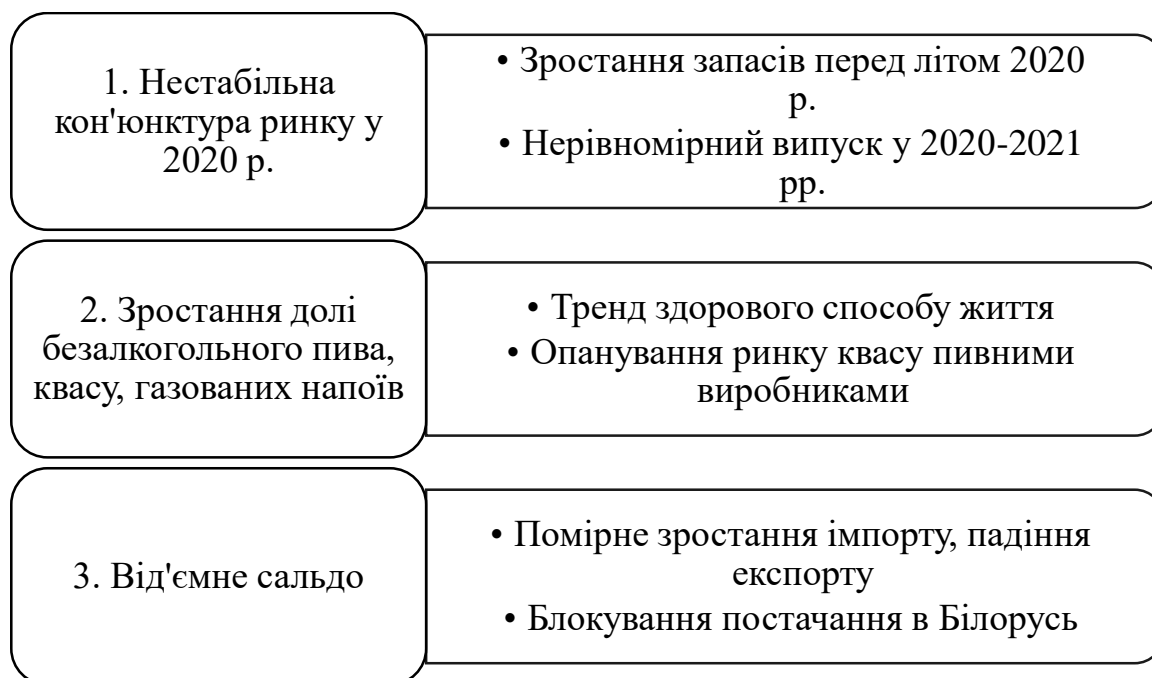 1. Нестабільна
кон'юнктура ринку у
2020 р.
• Зростання запасів перед літом 2020
р.
• Нерівномірний випуск у 2020-2021
рр.
2. Зростання долі
безалкогольного пива,
квасу, газованих напоїв
• Тренд здорового способу життя
• Опанування ринку квасу пивними
виробниками
3. Від'ємне сальдо
• Помірне зростання імпорту, падіння
експорту
• Блокування постачання в Білорусь